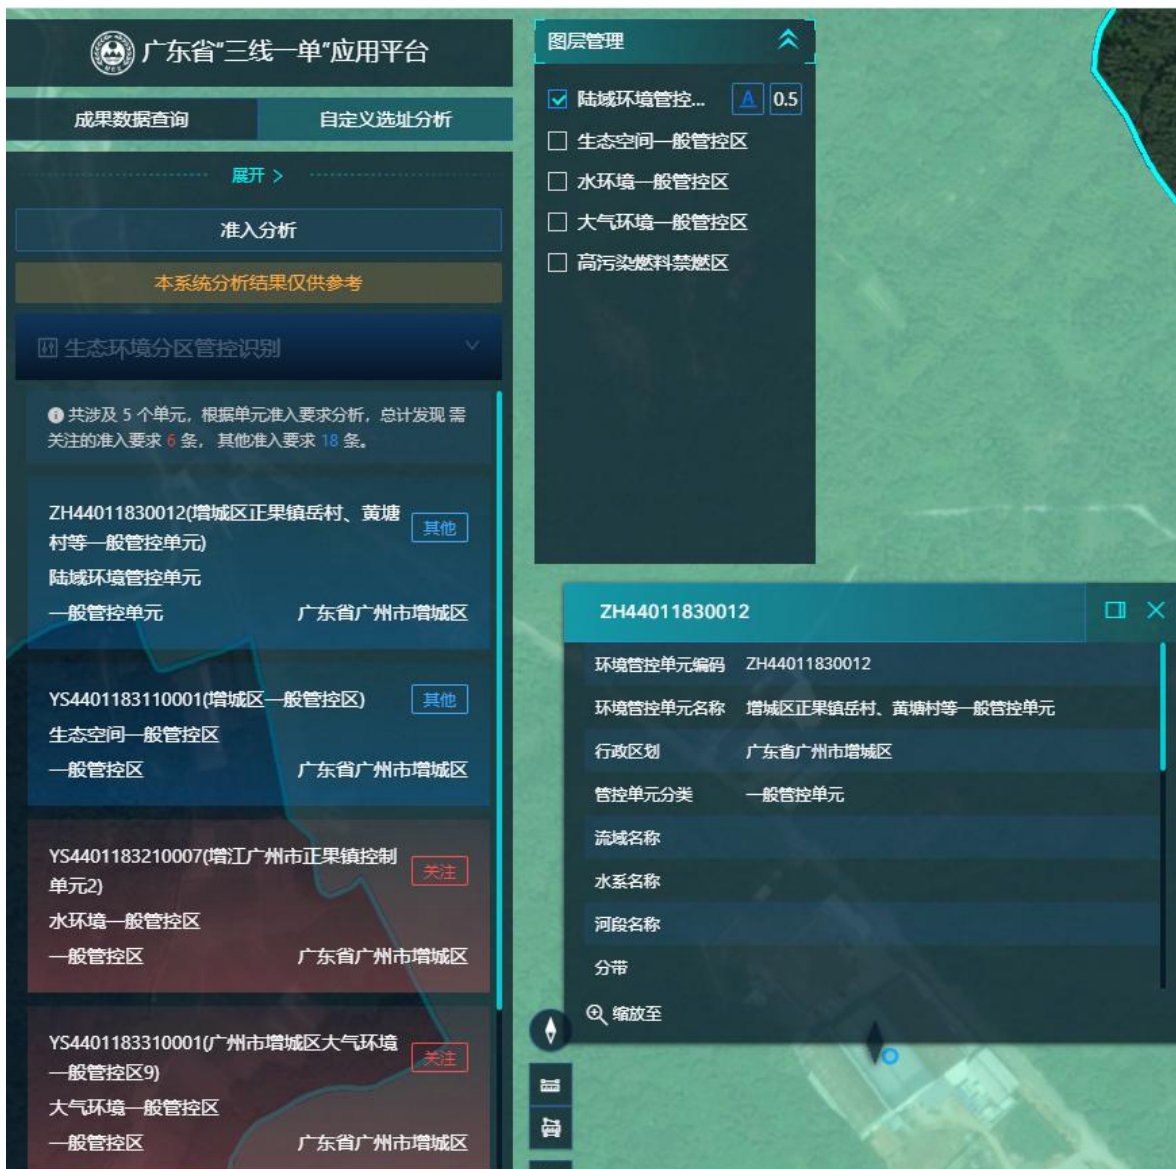 广东省"三线一单"应用平台
成果数据查询
自定义选址分析
展开 >
准入分析
本系统分析结果仅供参考
生态环境分区管控识别
共涉及 5 个单元，根据单元准入要求分析，总计发现 需
关注的准入要求 6 条， 其他准入要求 18 条。
ZH44011830012(增城区正果镇岳村、黄塘
村等一般管控单元)
其他
陆域环境管控单元
一般管控单元
广东省广州市增城区
YS4401183110001(增城区一般管控区)
其他
生态空间一般管控区
一般管控区
广东省广州市增城区
YS4401183210007(增江广州市正果镇控制
单元2)
关注
水环境一般管控区
一般管控区
广东省广州市增城区
YS4401183310001(广州市增城区大气环境
一般管控区9)
关注
大气环境一般管控区
一般管控区
广东省广州市增城区
图层管理
陆域环境管控...
A
0.5
生态空间一般管控区
水环境一般管控区
大气环境一般管控区
高污染燃料禁燃区
ZH44011830012
环境管控单元编码 ZH44011830012
环境管控单元名称 增城区正果镇岳村、黄塘村等一般管控单元
行政区划 广东省广州市增城区
管控单元分类 一般管控单元
流域名称
水系名称
河段名称
分带
缩放至